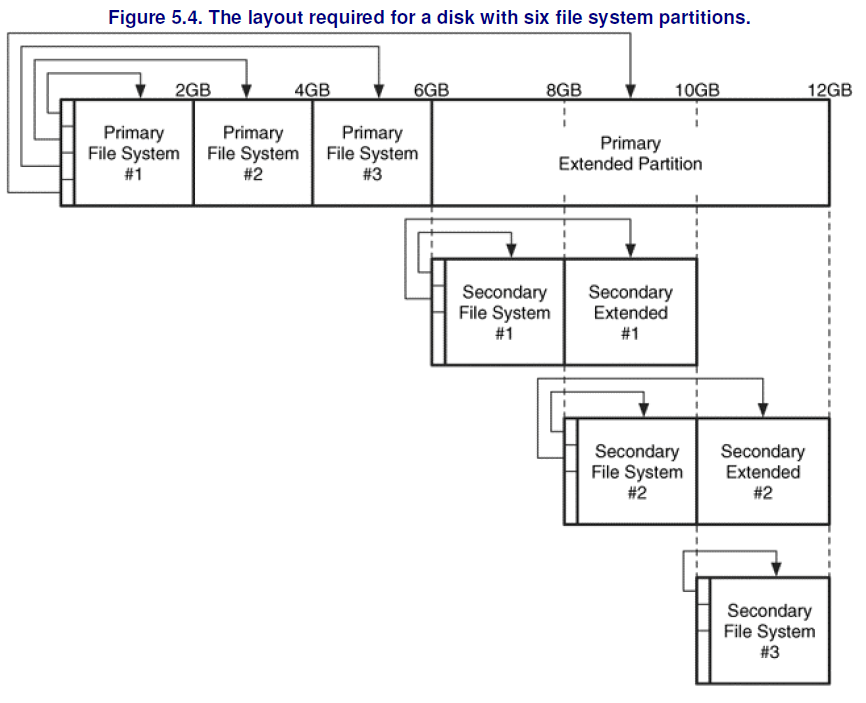 Figure 5.4. The layout required for a disk with six file system partitions.
2GB 4GB 6GB 8GB 10GB 12GB
Primary
File System
#1
Primary
File System
#2
Primary
File System
#3
Primary
Extended Partition
Secondary
File System
#1
Secondary
Extended
#1
Secondary
File System
#2
Secondary
Extended
#2
Secondary
File System
#3